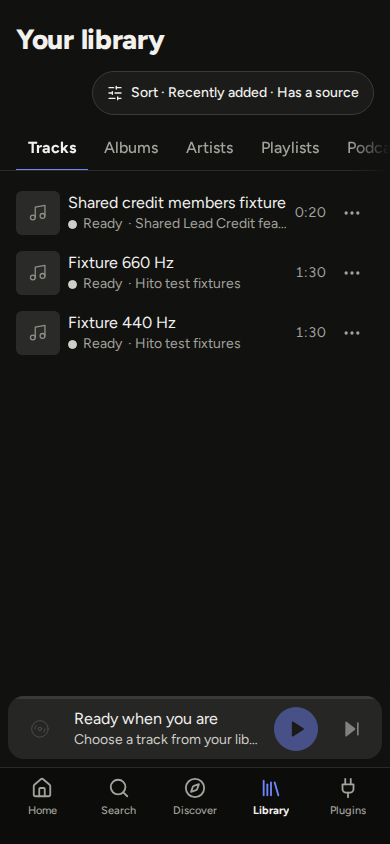 Your library
Sort · Recently added · Has a source
Tracks Albums Artists Playlists
Shared credit members fixture 0:20
Ready · Shared Lead Credit fea...
Fixture 660 Hz 1:30
Ready · Hito test fixtures
Fixture 440 Hz 1:30
Ready · Hito test fixtures
Ready when you are
Choose a track from your lib...
Home Search Discover Library Plugins